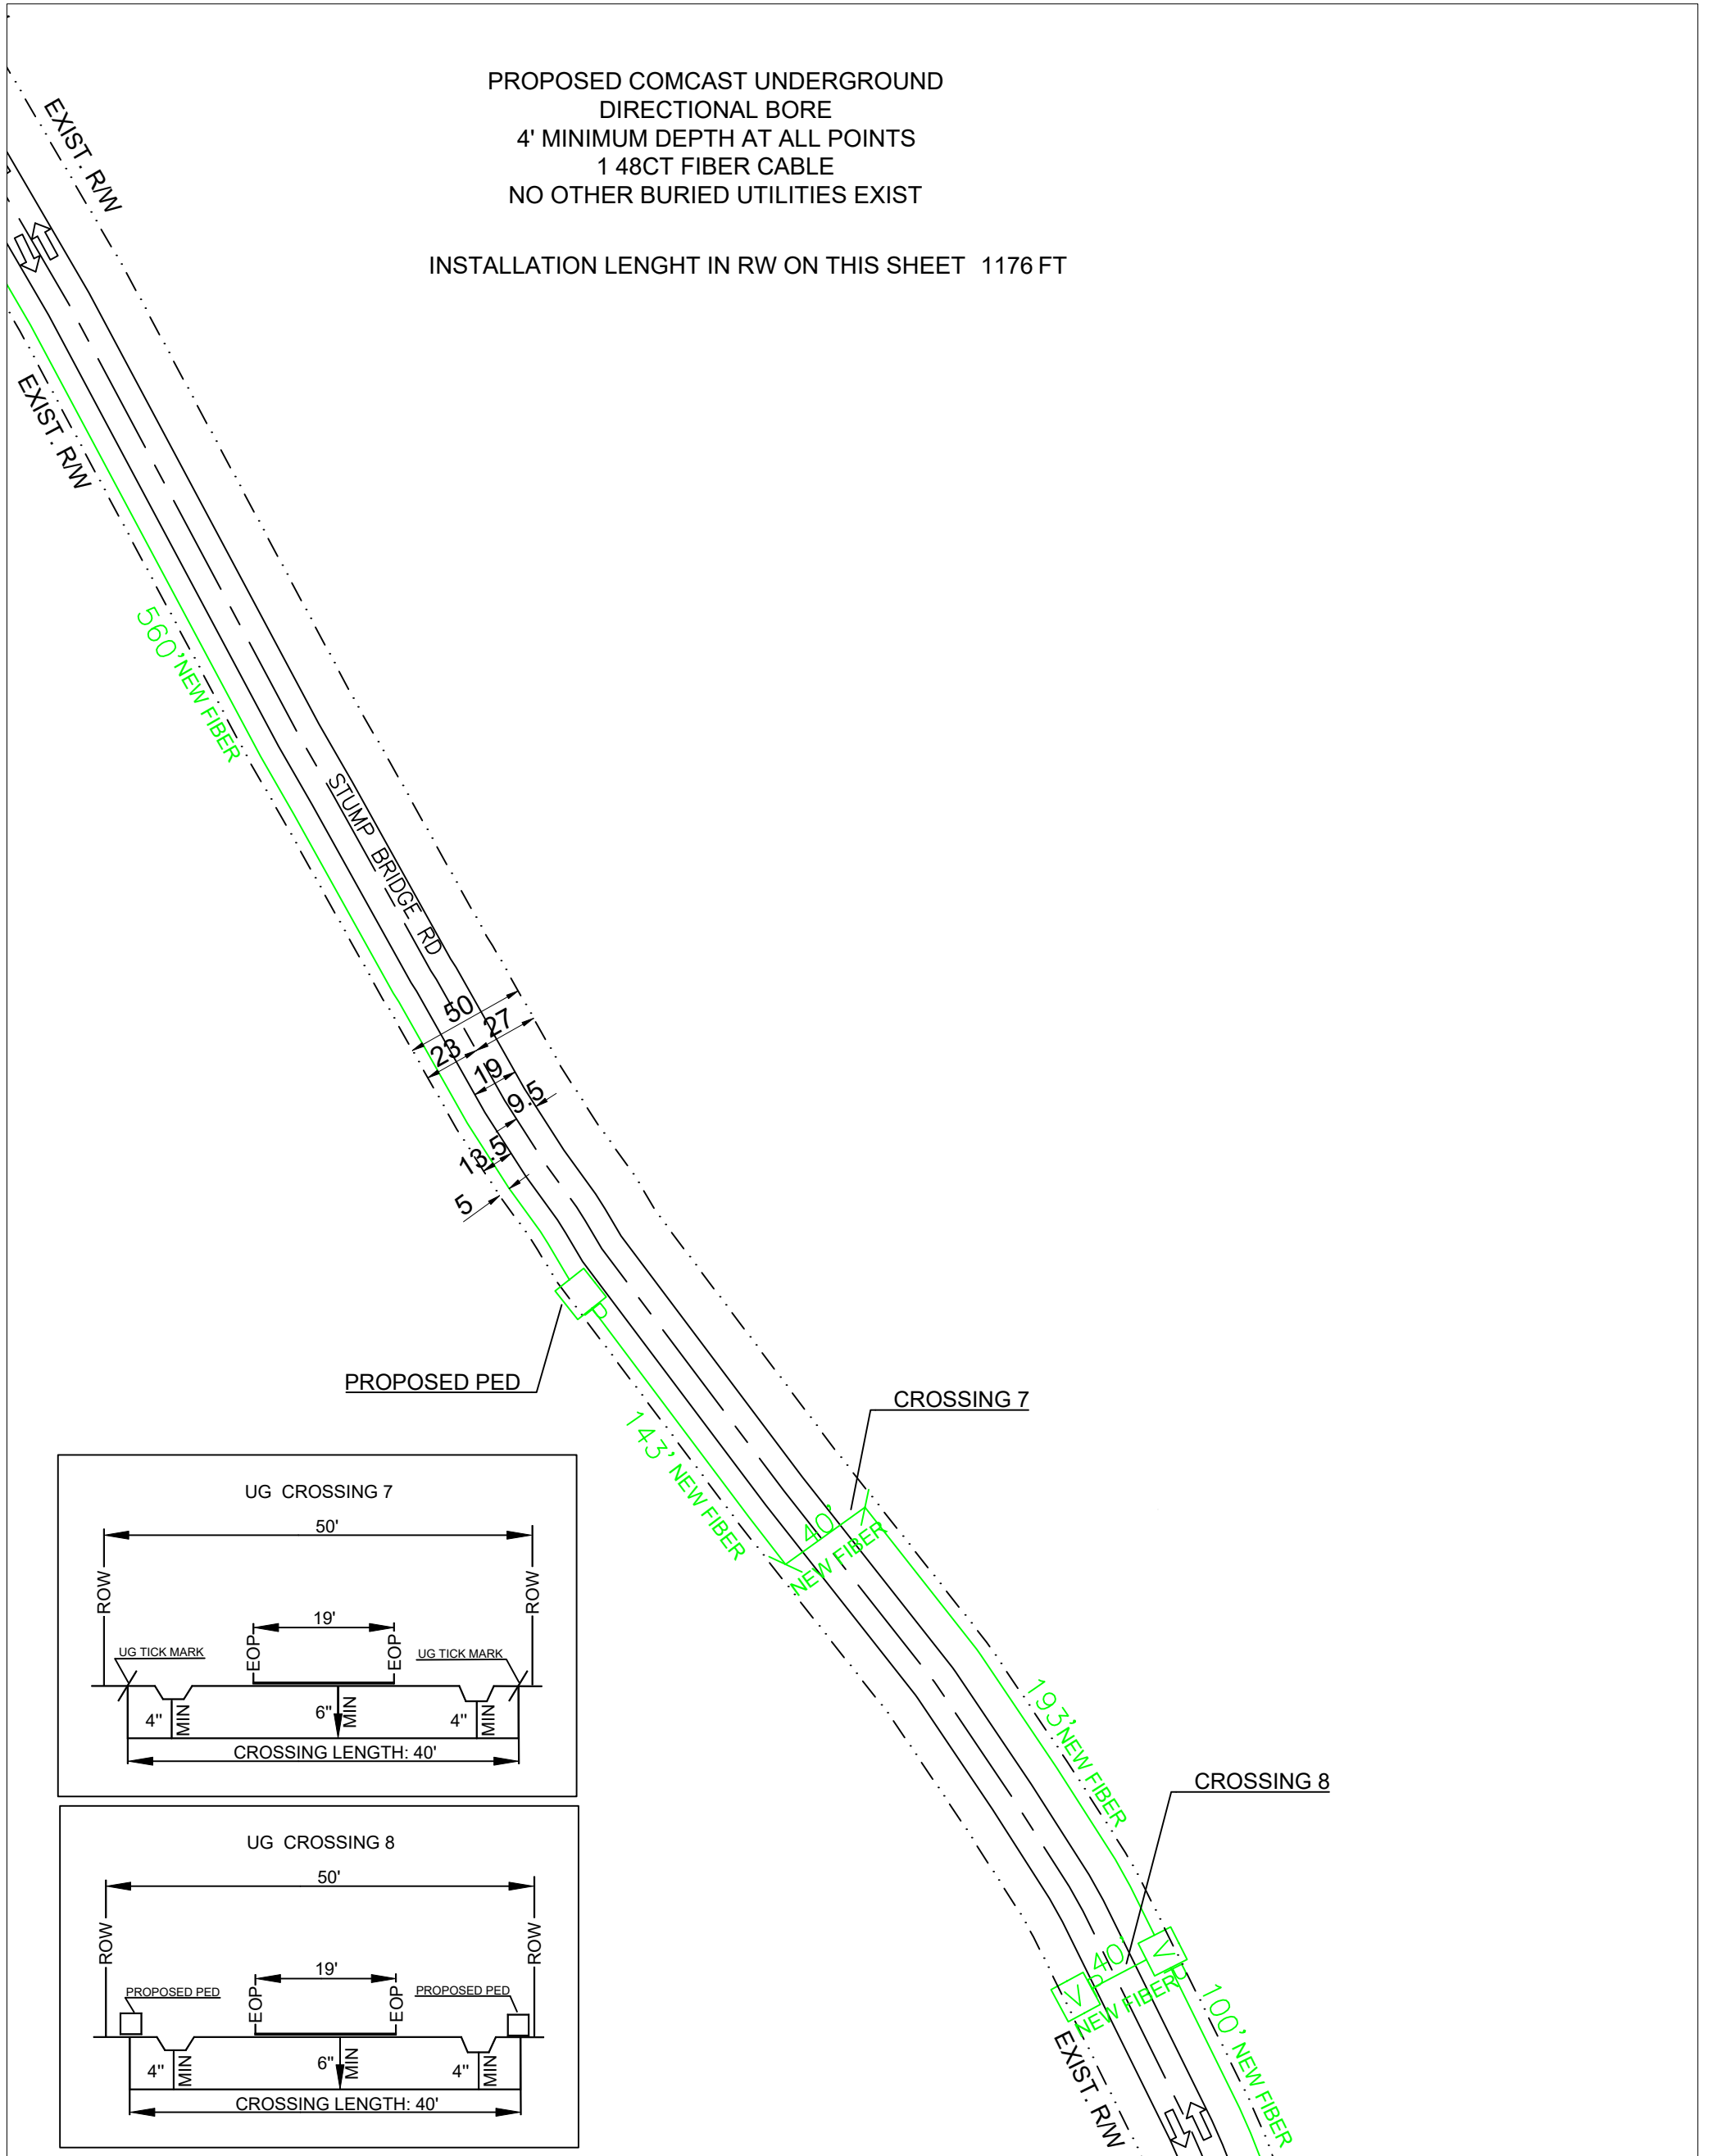 PROPOSED COMCAST UNDERGROUND
DIRECTIONAL BORE
4' MINIMUM DEPTH AT ALL POINTS
1 48CT FIBER CABLE
NO OTHER BURIED UTILITIES EXIST
INSTALLATION LENGHT IN RW ON THIS SHEET 1176 FT
EXIST. R/W
EXIST. R/W
560' NEW FIBER
STUMP BRIDGE RD
50
27
23
19
9.5
13.5
5
P
PROPOSED PED
CROSSING 7
143' NEW FIBER
40'
NEW FIBER
193' NEW FIBER
CROSSING 8
V
P
40'
V
P
NEW FIBER
100' NEW FIBER
EXIST. R/W
UG CROSSING 7
50'
ROW
ROW
19'
EOP
EOP
UG TICK MARK
UG TICK MARK
4"
MIN
6"
MIN
4"
MIN
CROSSING LENGTH: 40'
UG CROSSING 8
50'
ROW
ROW
19'
EOP
EOP
PROPOSED PED
PROPOSED PED
4"
MIN
6"
MIN
4"
MIN
CROSSING LENGTH: 40'